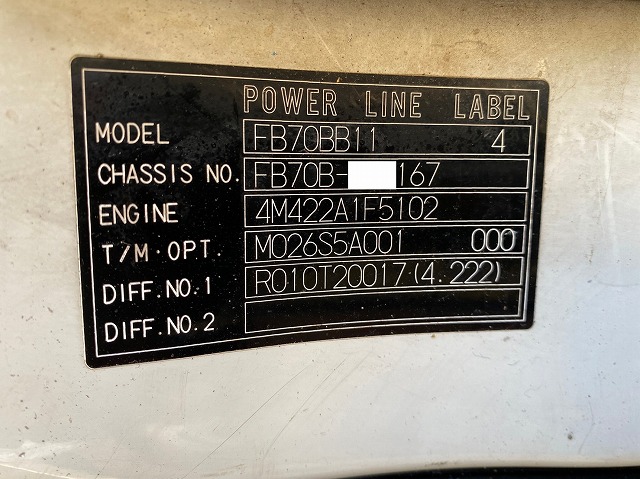 POWER LINE LABEL
MODEL FB70BB11 4
CHASSIS NO. FB70B- 167
ENGINE 4M422A1F5102
T/M·OPT. M026S5A001 000
DIFF.NO.1 R010T20017(4.222)
DIFF.NO.2